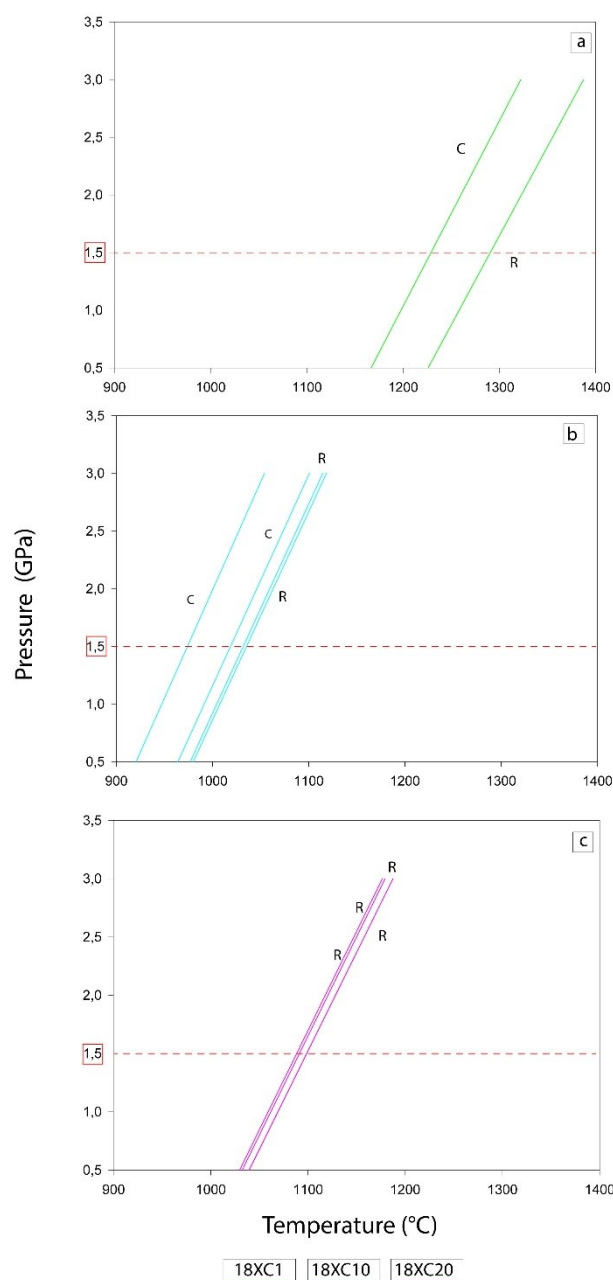 3,5
a
3,0
2,5
C
2,0
1,5
R
1,0
0,5
900 1000 1100 1200 1300 1400
3,5
b
R
3,0
2,5
C
2,0
C R
1,5
1,0
0,5
900 1000 1100 1200 1300 1400
Pressure (GPa)
3,5
c
3,0
R
R
2,5
R
R
2,0
1,5
1,0
0,5
900 1000 1100 1200 1300 1400
Temperature (°C)
18XC1 18XC10 18XC20